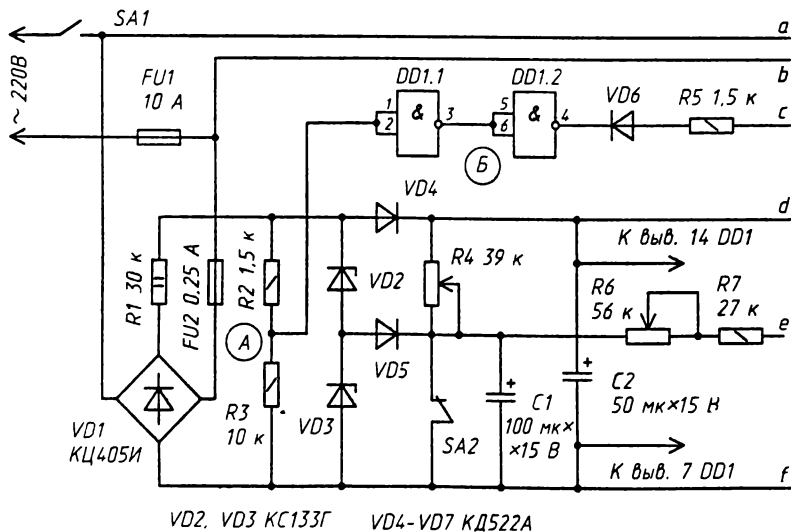 SA1
a
b
FU1
10 А
DD1.1
DD1.2
~ 220В
1
2
&
3
5
6
&
4
VD6
R5 1,5 к
c
Б
VD4
d
К выв. 14 DD1
R1 30 к
FU2 0.25 А
R2 1,5 к
VD2
R4 39 к
R6
56 к
R7
27 к
А
e
VD5
R3
10 к
VD3
SA2
+
C1
100 мк×
×15 В
+
C2
50 мк×15 В
VD1
КЦ405И
К выв. 7 DD1
f
VD2, VD3 КС133Г
VD4-VD7 КД522А